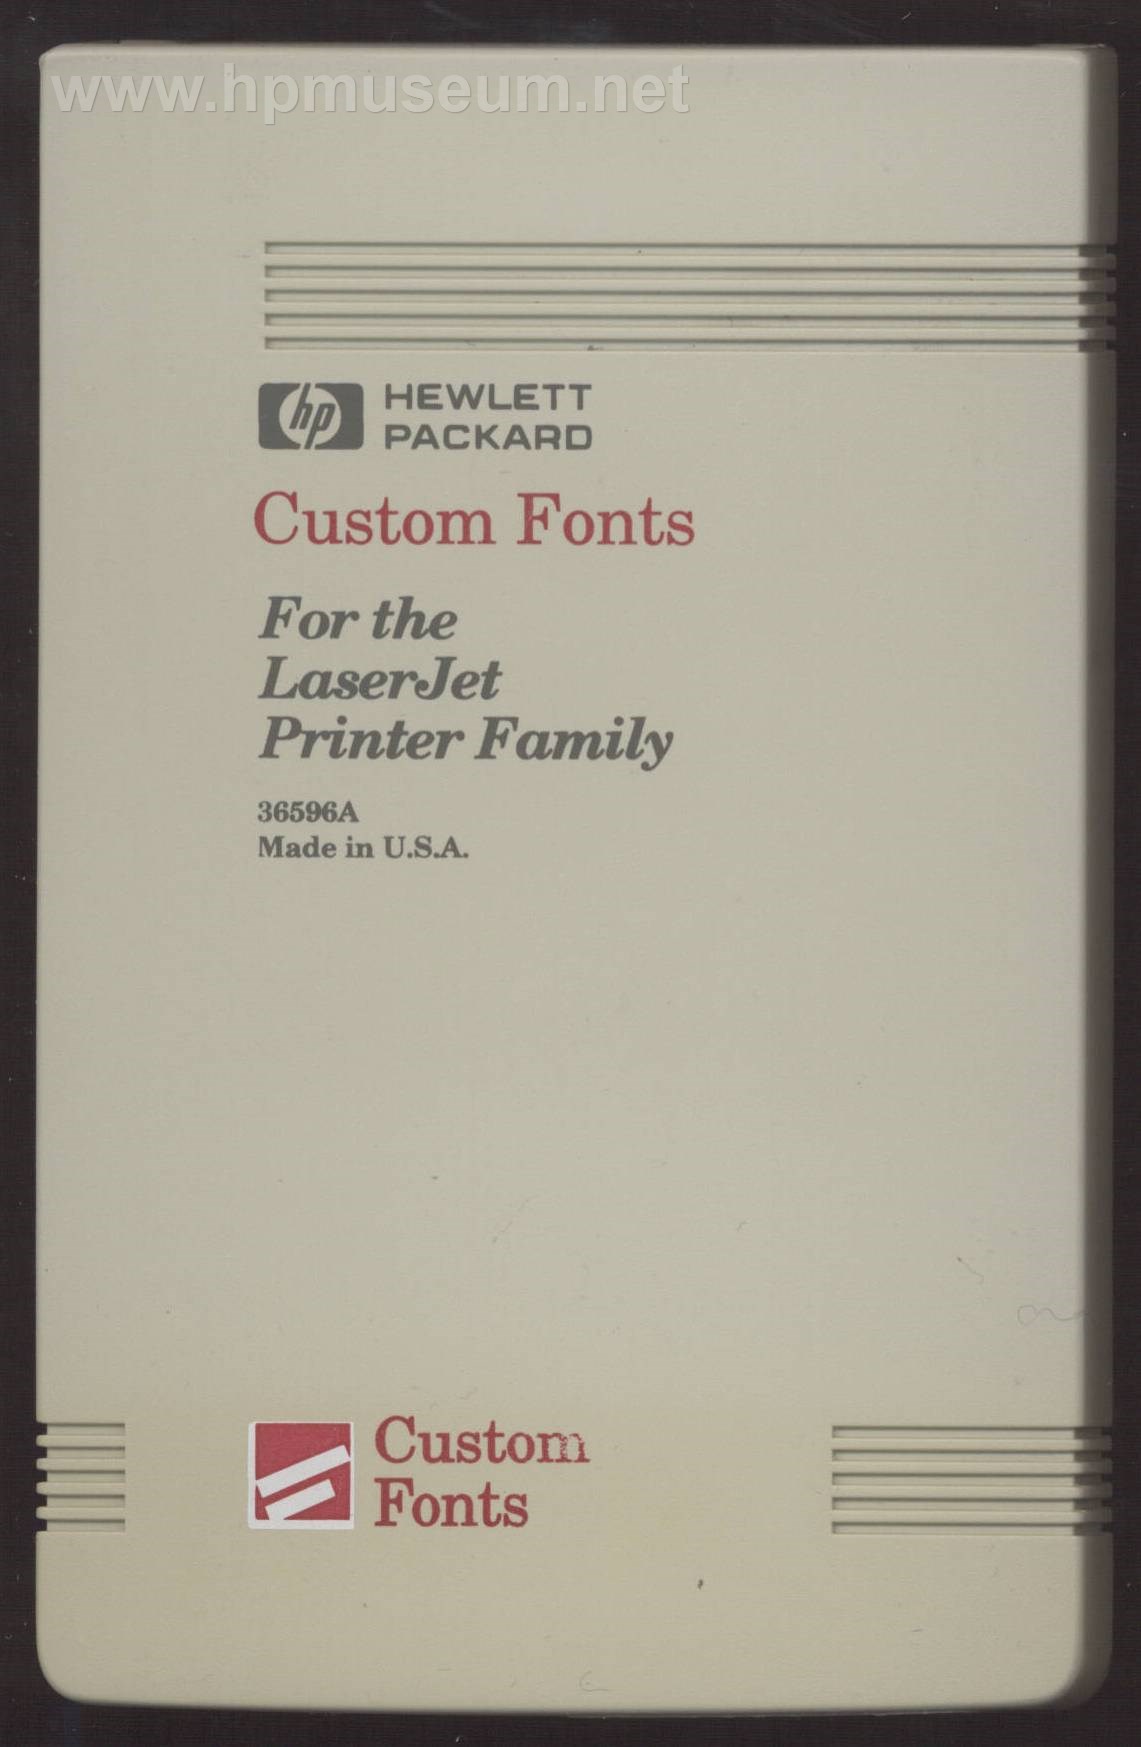 www.hpmuseum.net
hp HEWLETT
PACKARD
Custom Fonts
For the
LaserJet
Printer Family
36596A
Made in U.S.A.
Custom
Fonts